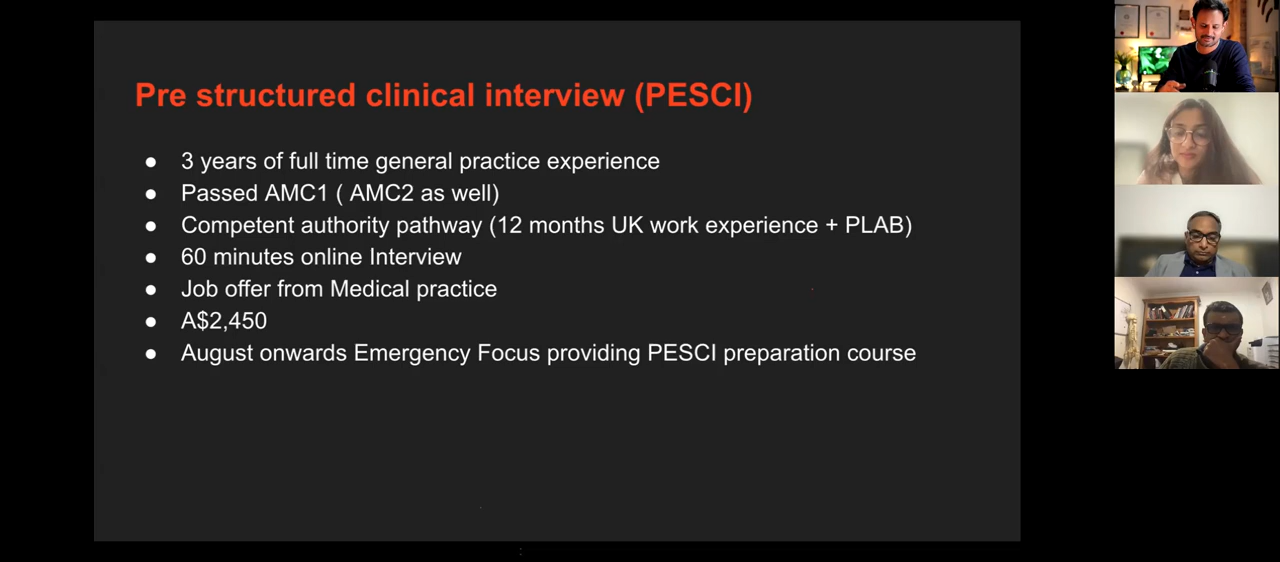 Pre structured clinical interview (PESCI)
● 3 years of full time general practice experience
● Passed AMC1 ( AMC2 as well)
● Competent authority pathway (12 months UK work experience + PLAB)
● 60 minutes online Interview
● Job offer from Medical practice
● A$2,450
● August onwards Emergency Focus providing PESCI preparation course